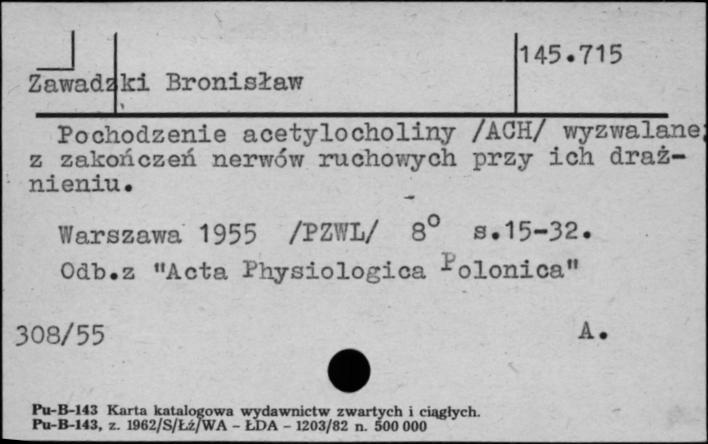 145.715
Zawadzki Bronisław
Pochodzenie acetylocholiny /ACH/ wyzwalanej
z zakończeń nerwów ruchowych przy ich draż-
nieniu.
Warszawa 1955 /PZWL/ 8° s.15-32.
Odb.z "Acta Physiologica Polonica"
308/55 A.
Pu-B-143 Karta katalogowa wydawnictw zwartych i ciągłych.
Pu-B-143, z. 1962/S/Łź/WA – ŁDA – 1203/82 n. 500 000